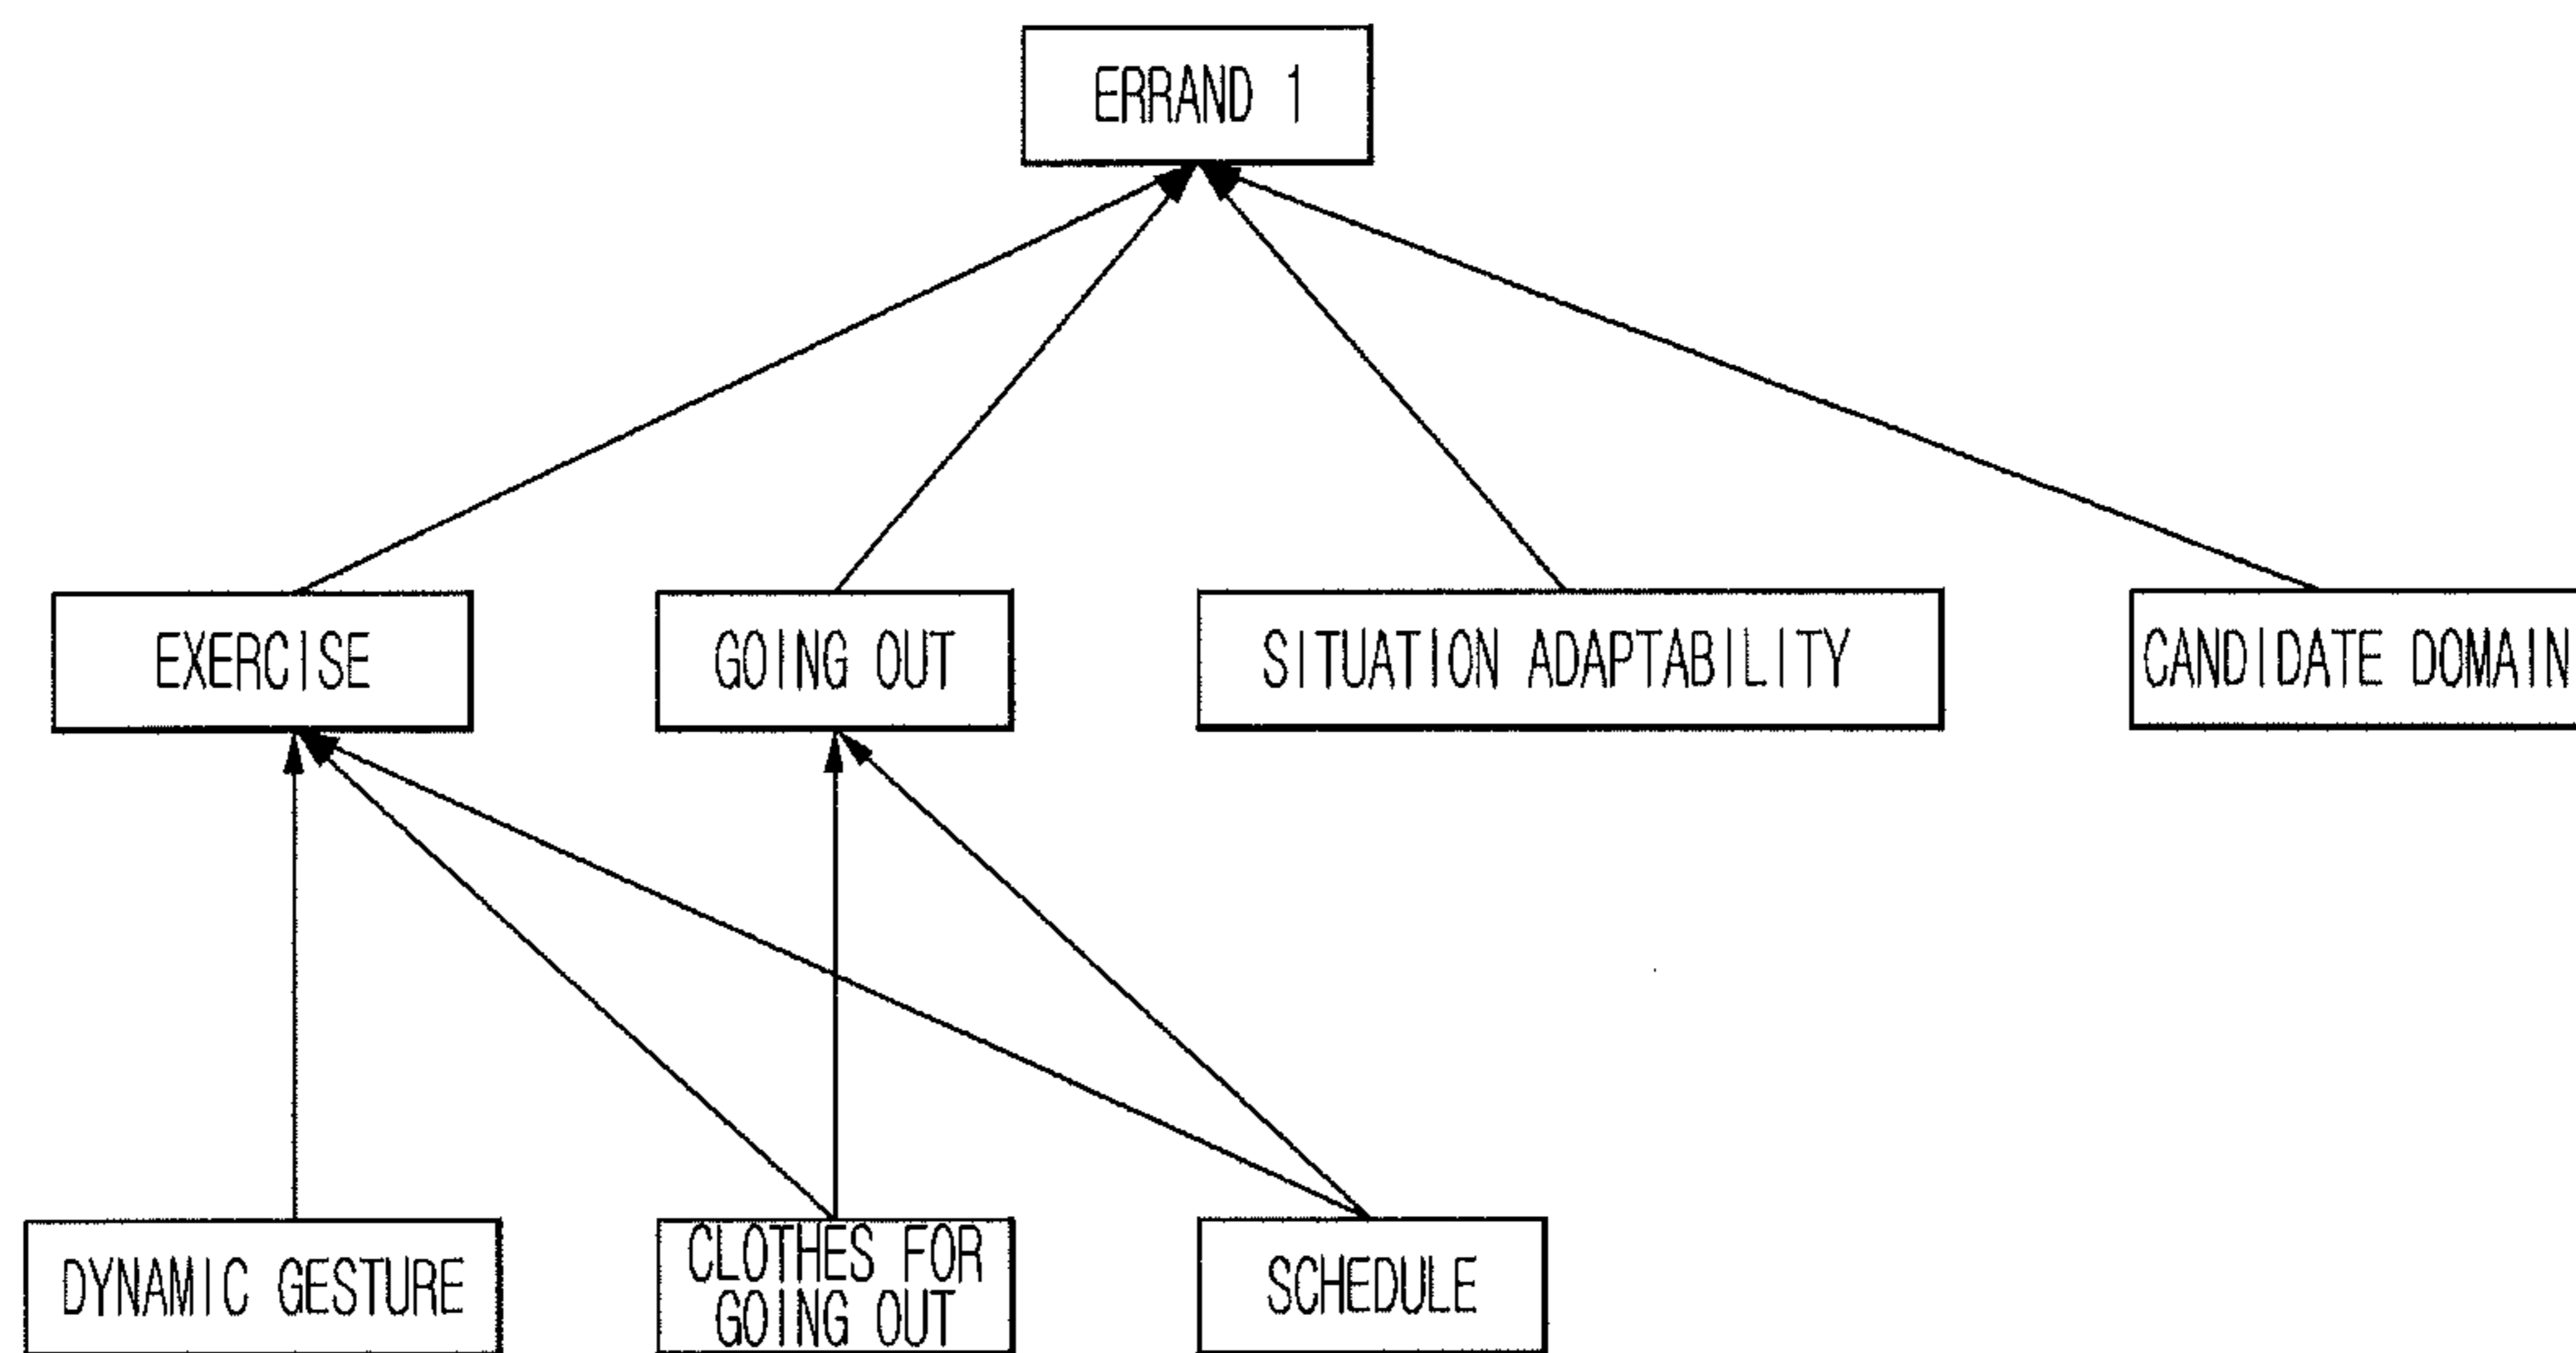 ERRAND 1
EXERCISE
GOING OUT
SITUATION ADAPTABILITY
CANDIDATE DOMAIN
DYNAMIC GESTURE
CLOTHES FOR
GOING OUT
SCHEDULE